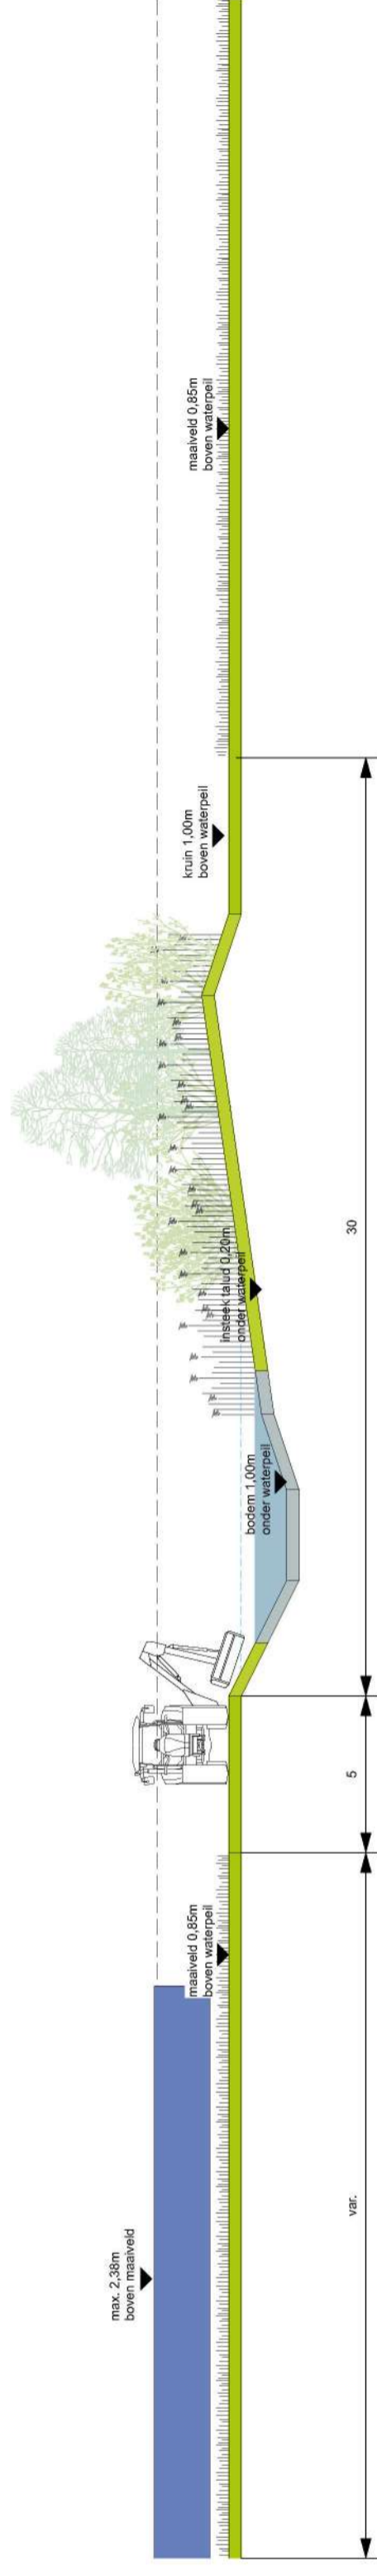 max. 2,38m
boven maaiveld
maaiveld 0,85m
boven waterpeil
bodem 1,00m
onder waterpeil
insteek talud 0,20m
onder waterpeil
kruin 1,00m
boven waterpeil
maaiveld 0,85m
boven waterpeil
var.
5
30